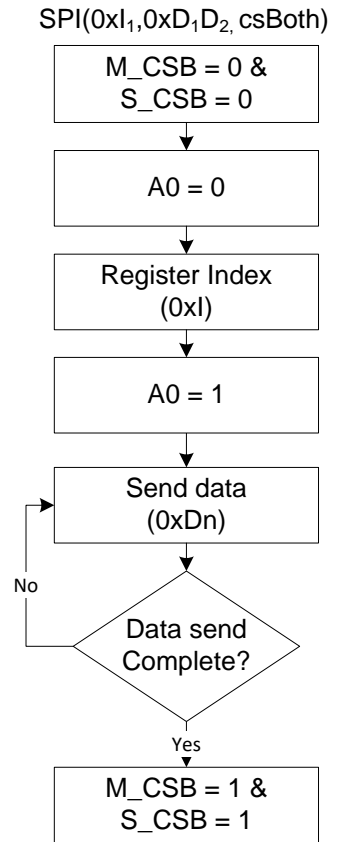 SPI(0xI₁,0xD₁D₂, csBoth)
M_CSB = 0 &
S_CSB = 0
A0 = 0
Register Index
(0xI)
A0 = 1
Send data
(0xDn)
No
Data send
Complete?
Yes
M_CSB = 1 &
S_CSB = 1